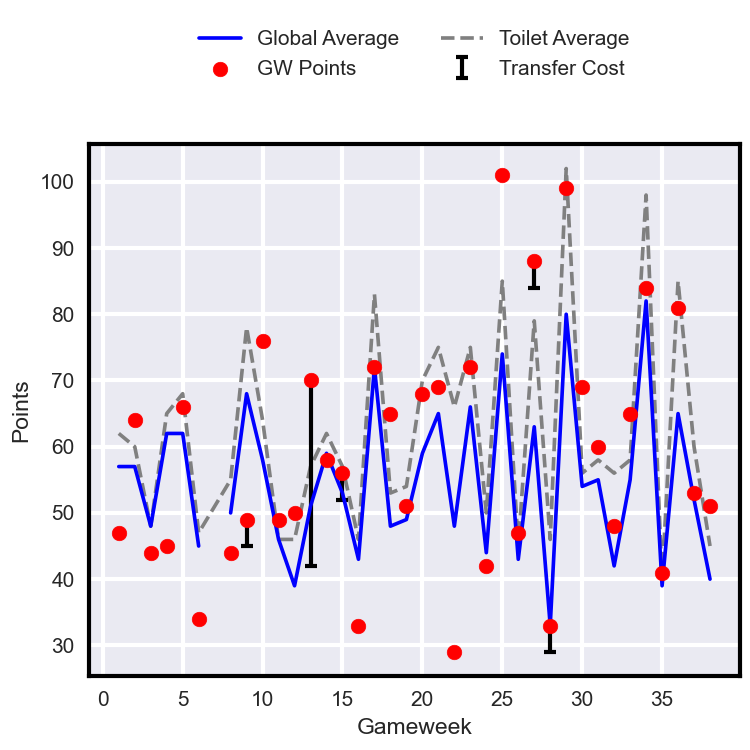 Global Average
Toilet Average
GW Points
Transfer Cost
100
90
80
70
60
50
40
30
Points
0 5 10 15 20 25 30 35
Gameweek